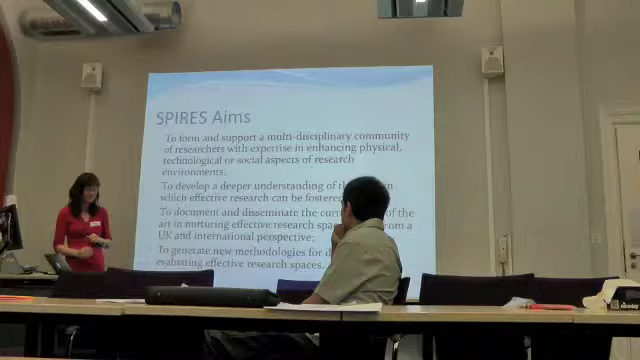 SPIRES Aims
To form and support a multi-disciplinary community
of researchers with expertise in enhancing physical,
technological or social aspects of research
environments;
To develop a deeper understanding of
which effective research can be
To document and disseminate the of the
art in nurturing effective research from a
UK and international perspective;
To generate new methodologies for
evaluating effective research spaces.